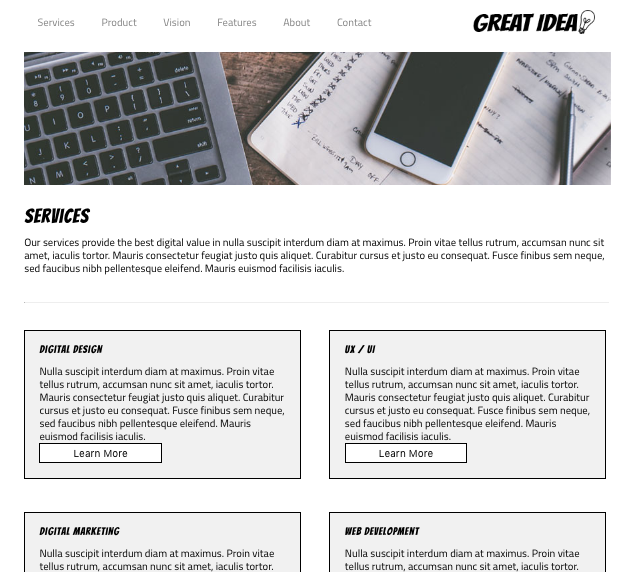 Services Product Vision Features About Contact GREAT IDEA
SERVICES
Our services provide the best digital value in nulla suscipit interdum diam at maximus. Proin vitae tellus rutrum, accumsan nunc sit
amet, iaculis tortor. Mauris consectetur feugiat justo quis aliquet. Curabitur cursus et justo eu consequat. Fusce finibus sem neque,
sed faucibus nibh pellentesque eleifend. Mauris euismod facilisis iaculis.
DIGITAL DESIGN
Nulla suscipit interdum diam at maximus. Proin vitae
tellus rutrum, accumsan nunc sit amet, iaculis tortor.
Mauris consectetur feugiat justo quis aliquet. Curabitur
cursus et justo eu consequat. Fusce finibus sem neque,
sed faucibus nibh pellentesque eleifend. Mauris
euismod facilisis iaculis.
Learn More
UX / UI
Nulla suscipit interdum diam at maximus. Proin vitae
tellus rutrum, accumsan nunc sit amet, iaculis tortor.
Mauris consectetur feugiat justo quis aliquet. Curabitur
cursus et justo eu consequat. Fusce finibus sem neque,
sed faucibus nibh pellentesque eleifend. Mauris
euismod facilisis iaculis.
Learn More
DIGITAL MARKETING
Nulla suscipit interdum diam at maximus. Proin vitae
tellus rutrum, accumsan nunc sit amet, iaculis tortor.
WEB DEVELOPMENT
Nulla suscipit interdum diam at maximus. Proin vitae
tellus rutrum, accumsan nunc sit amet, iaculis tortor.